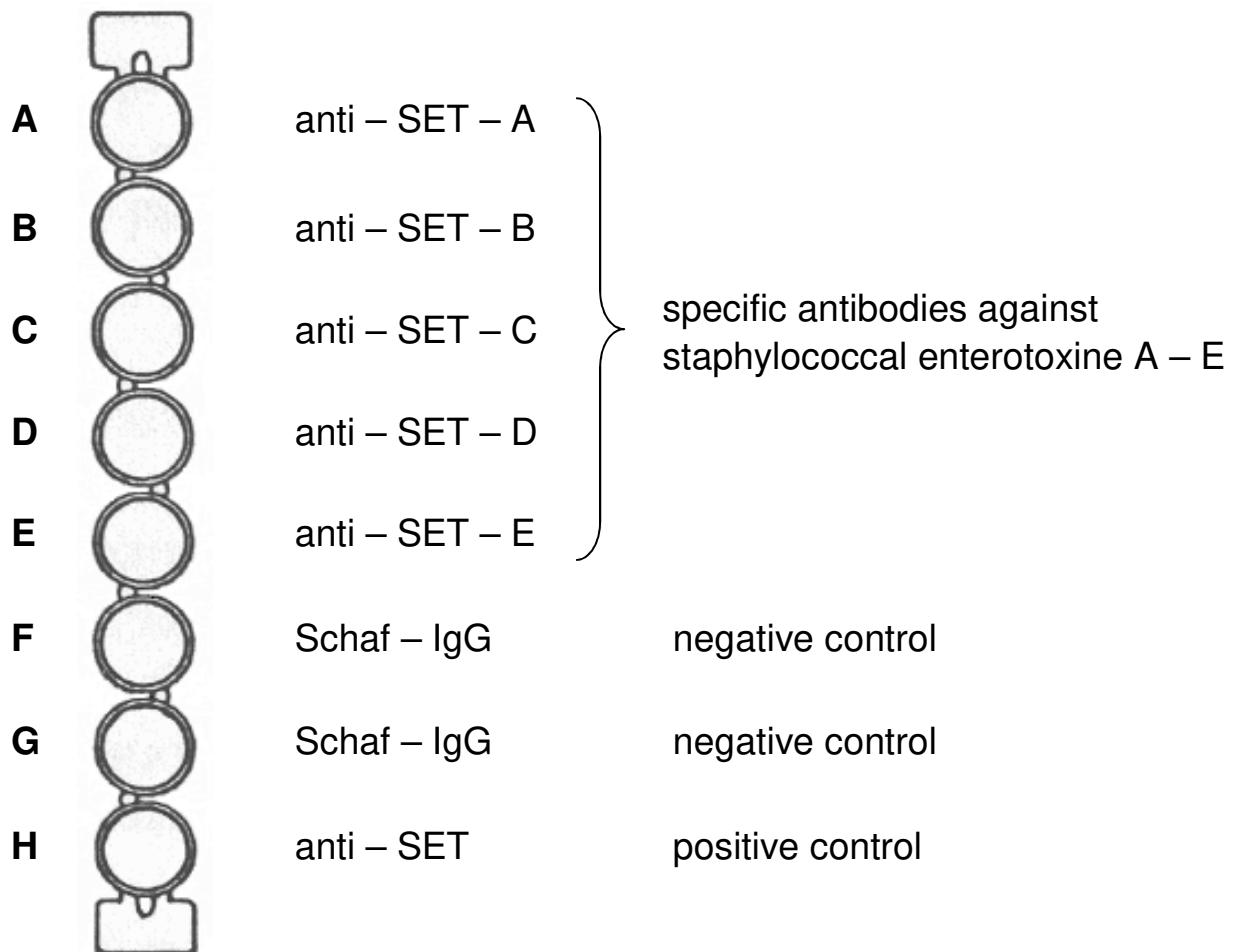 A anti – SET – A
B anti – SET – B
C anti – SET – C
specific antibodies against
staphylococcal enterotoxine A – E
D anti – SET – D
E anti – SET – E
F Schaf – IgG negative control
G Schaf – IgG negative control
H anti – SET positive control